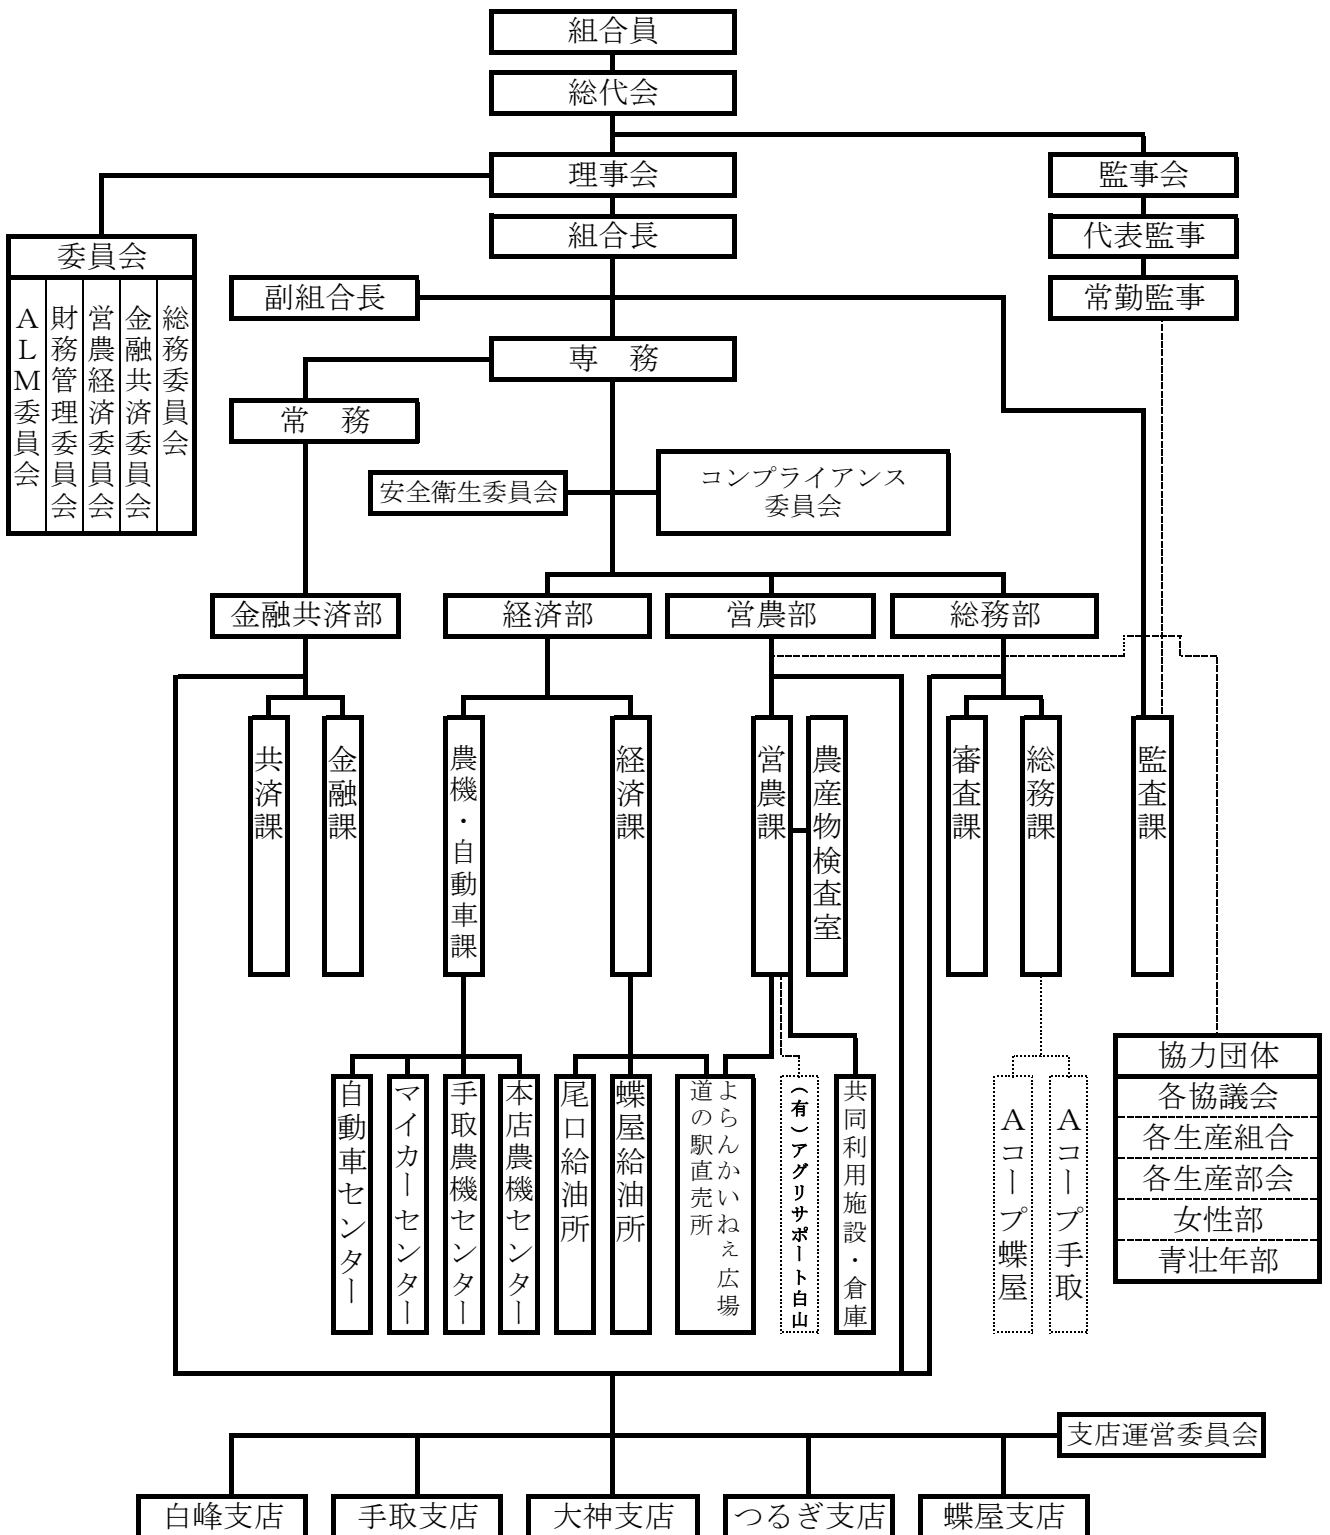 組合員
総代会
理事会
監事会
組合長
代表監事
委員会
副組合長
常勤監事
ALM委員会
財務管理委員会
営農経済委員会
金融共済委員会
総務委員会
専　務
常　務
安全衛生委員会
コンプライアンス
委員会
金融共済部
経済部
営農部
総務部
共済課
金融課
農機・自動車課
経済課
営農課
農産物検査室
審査課
総務課
監査課
自動車センター
マイカーセンター
手取農機センター
本店農機センター
尾口給油所
蝶屋給油所
よらんかいねぇ広場
道の駅直売所
（有）アグリサポート白山
共同利用施設・倉庫
Aコープ蝶屋
Aコープ手取
協力団体
各協議会
各生産組合
各生産部会
女性部
青壮年部
支店運営委員会
白峰支店
手取支店
大神支店
つるぎ支店
蝶屋支店